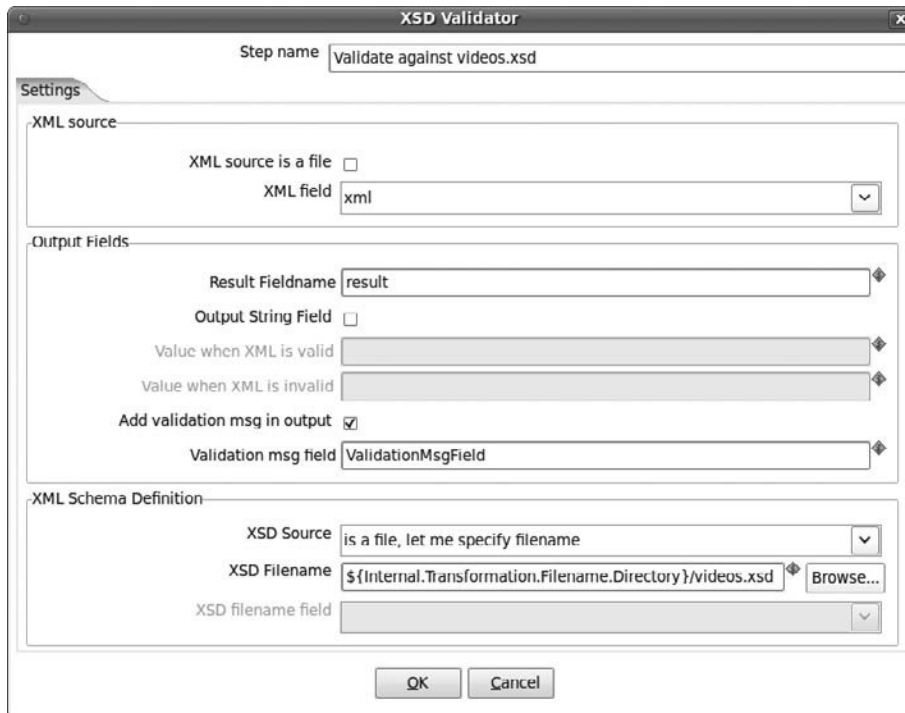 XSD Validator
Step name Validate against videos.xsd
Settings
XML source
XML source is a file
XML field xml
Output Fields
Result Fieldname result
Output String Field
Value when XML is valid
Value when XML is invalid
Add validation msg in output
Validation msg field ValidationMsgField
XML Schema Definition
XSD Source is a file, let me specify filename
XSD Filename ${Internal.Transformation.Filename.Directory}/videos.xsd Browse...
XSD filename field
OK Cancel